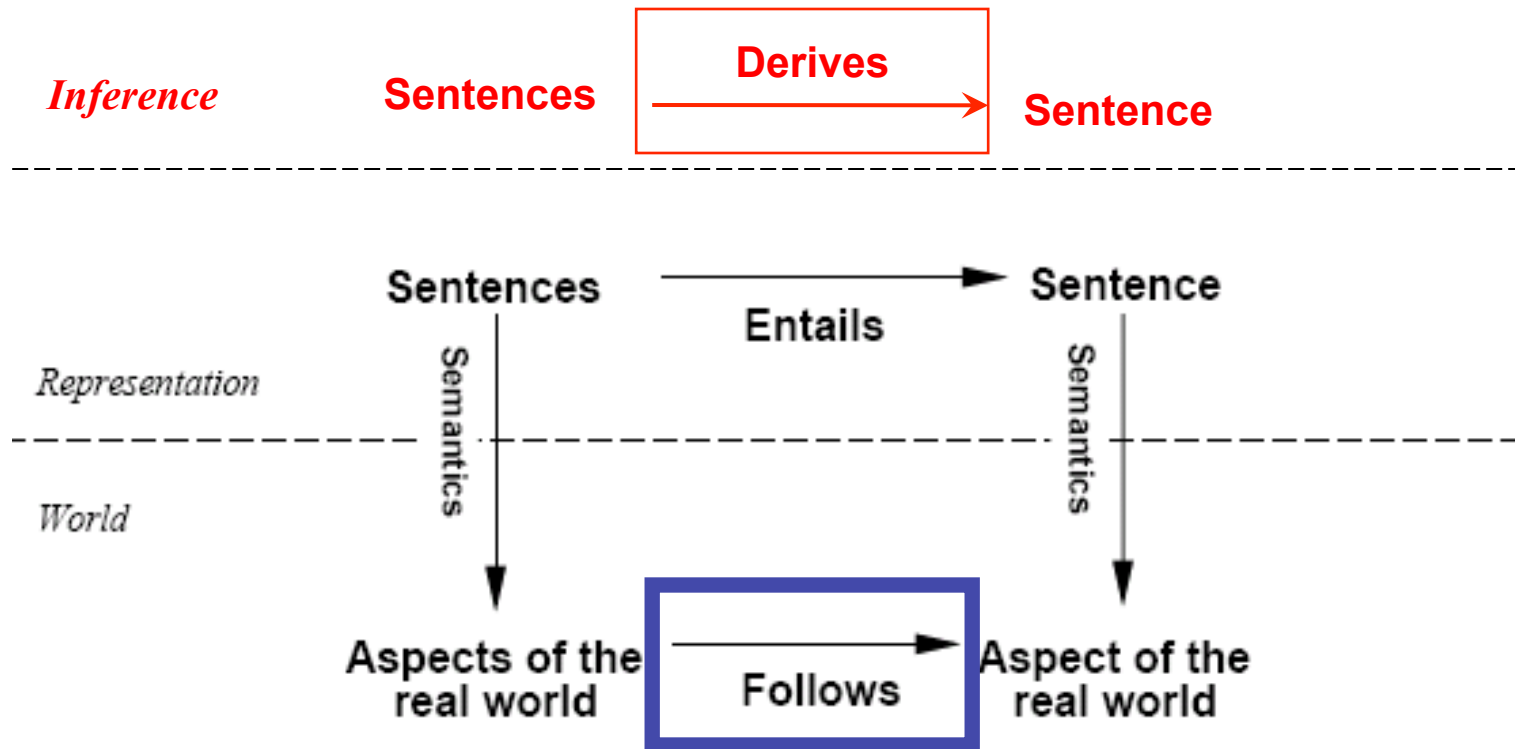 Derives
Inference Sentences Sentence
Sentences Sentence
Entails
Semantics Semantics
Representation
World
Aspects of the Aspect of the
real world Follows real world